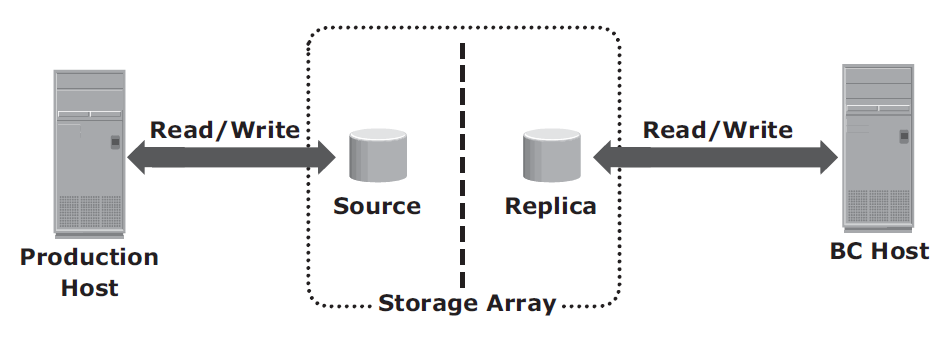 Read/Write
Read/Write
Source
Replica
Production
Host
BC Host
Storage Array